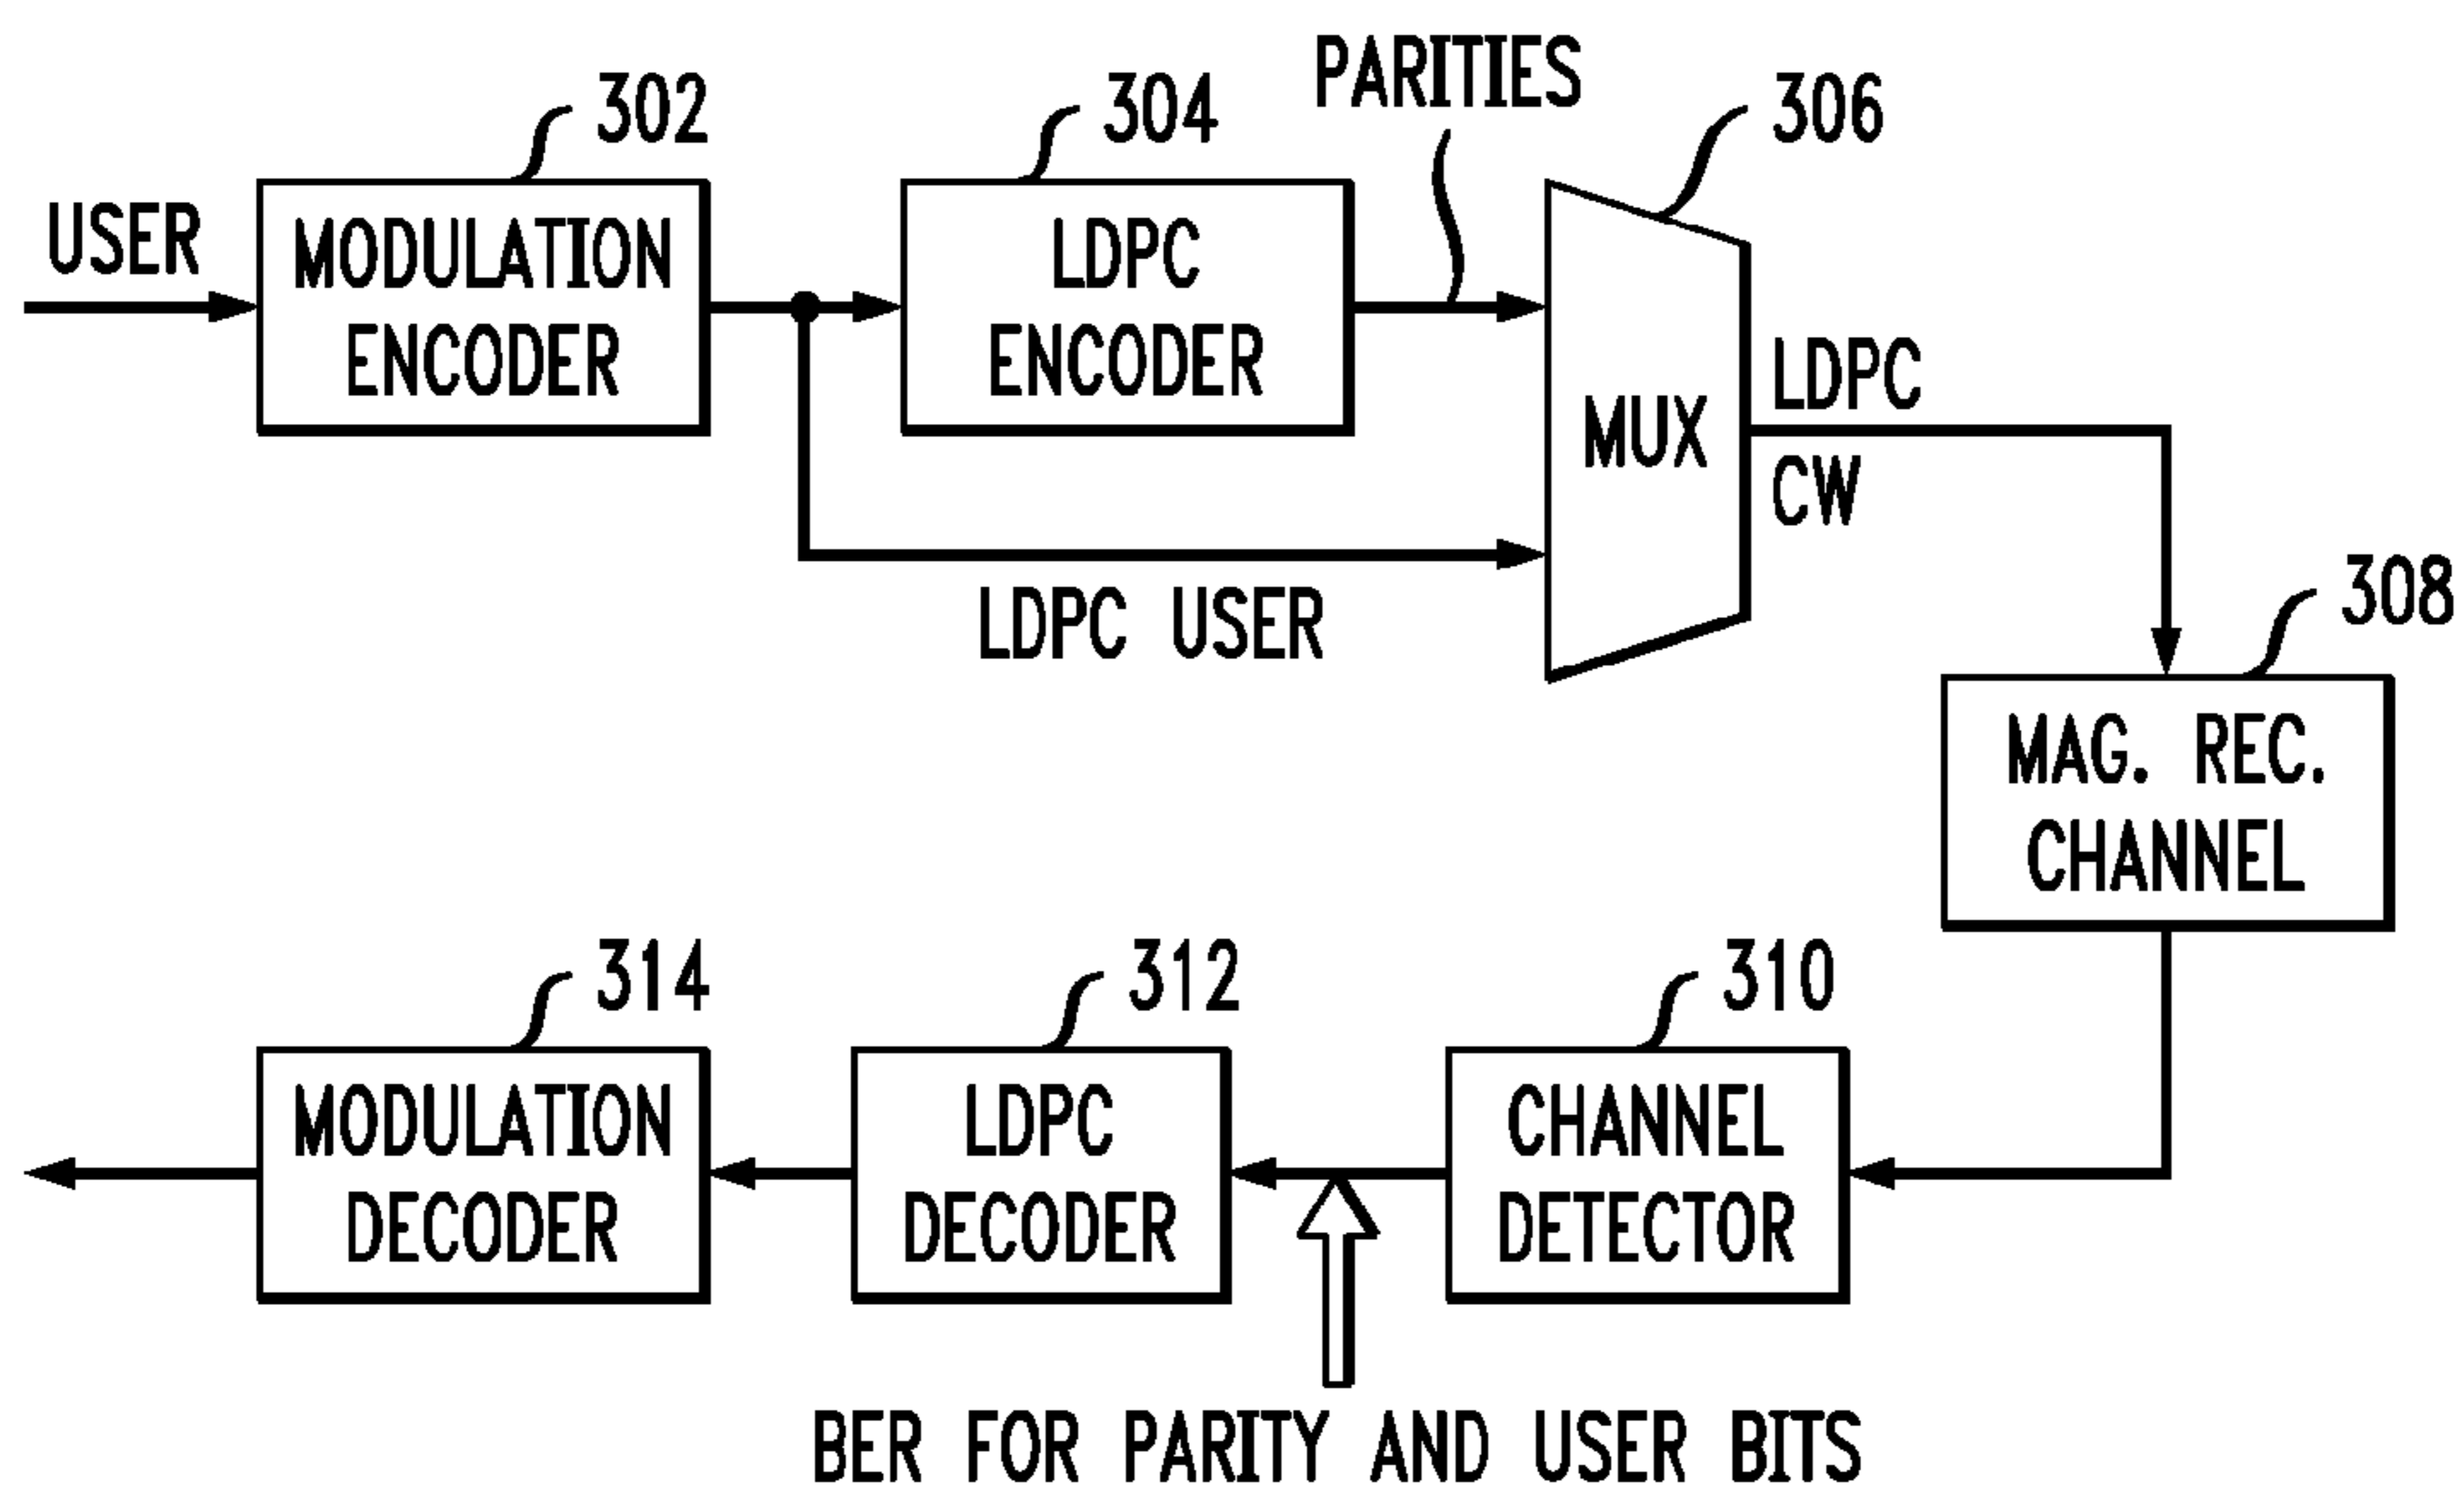 302
304
PARITIES
306
USER
MODULATION
ENCODER
LDPC
ENCODER
MUX
LDPC
CW
LDPC USER
308
MAG. REC.
CHANNEL
314
312
310
MODULATION
DECODER
LDPC
DECODER
CHANNEL
DETECTOR
BER FOR PARITY AND USER BITS